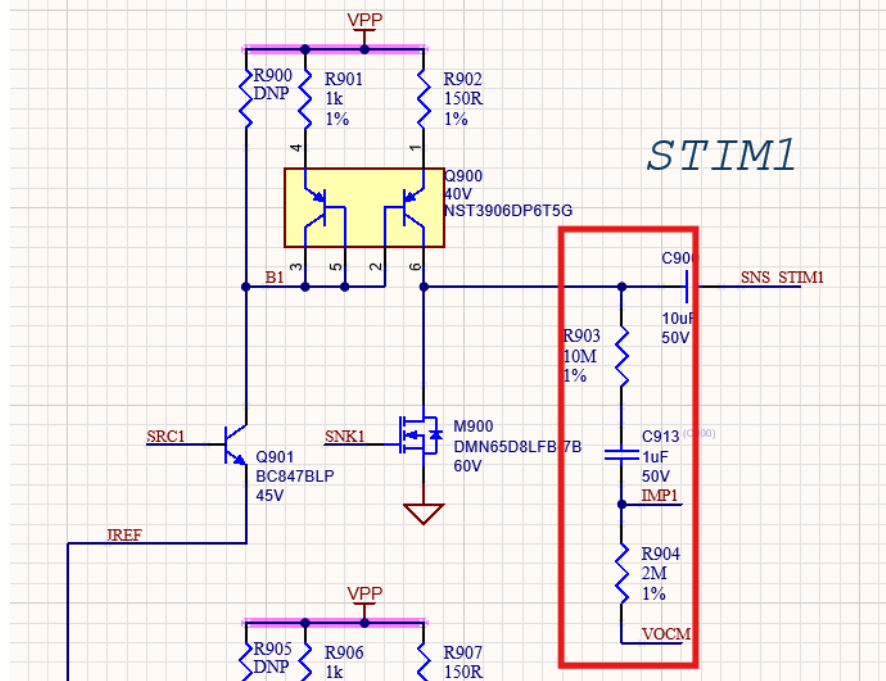 VPP
R900
DNP
R901
1k
1%
R902
150R
1%
STIM1
4
1
Q900
40V
NST3906DP6T5G
3
5
2
6
B1
C900
SNS_STIM1
10uF
50V
R903
10M
1%
SRC1
SNK1
M900
DMN65D8LFB-7B
60V
Q901
BC847BLP
45V
C913
1uF
50V
IMP1
R904
2M
1%
VOCM
VPP
R905
DNP
R906
1k
R907
150R